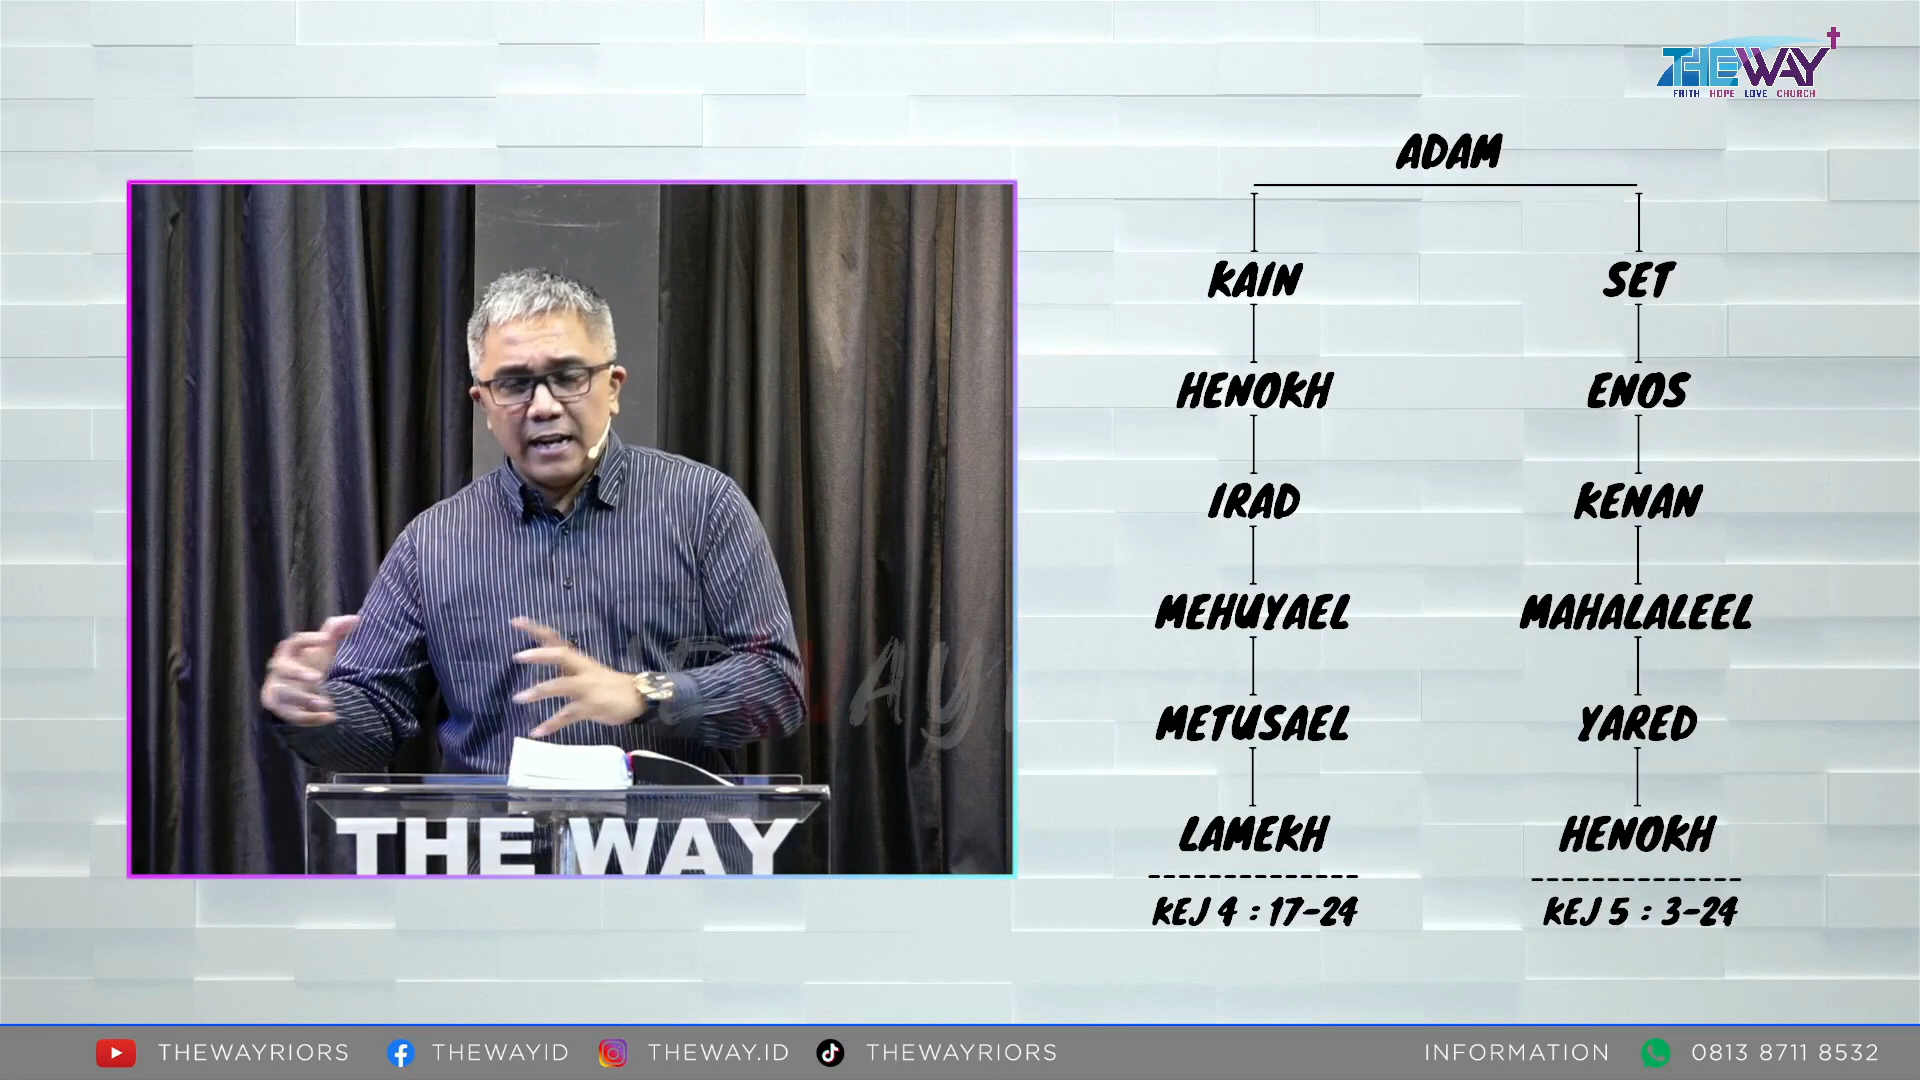 THEWAY
FAITH HOPE LOVE CHURCH
ADAM
KAIN SET
HENOKH ENOS
IRAD KENAN
MEHUYAEL MAHALALEEL
METUSAEL YARED
LAMEKH HENOKH
KEJ 4 : 17-24 KEJ 5 : 3-24
THE WAY
THEWAYRIORS THEWAYID THEWAY.ID THEWAYRIORS INFORMATION 0813 8711 8532